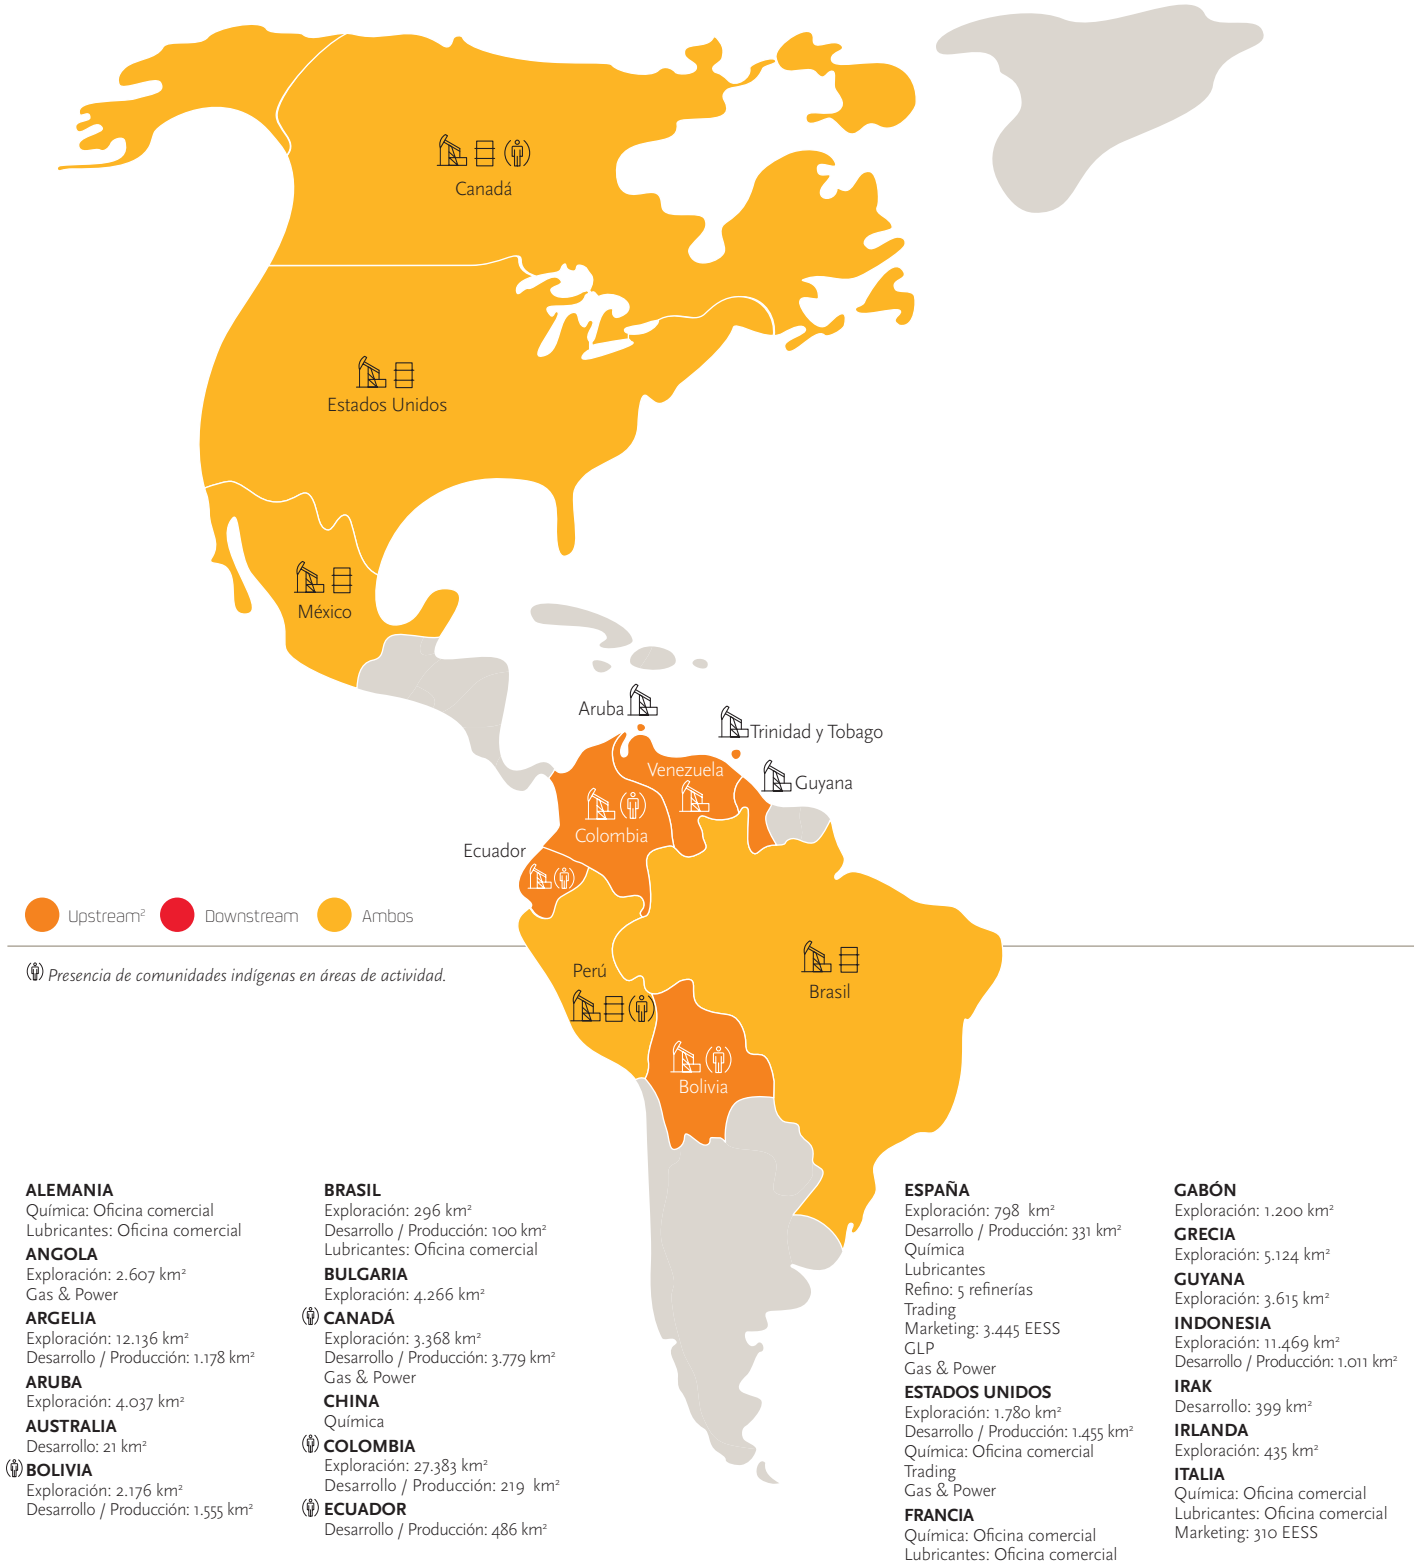 Canadá
Estados Unidos
México
Aruba
Trinidad y Tobago
Venezuela
Guyana
Colombia
Ecuador
Upstream²
Downstream
Ambos
Presencia de comunidades indígenas en áreas de actividad.
Perú
Brasil
Bolivia
ALEMANIA
Química: Oficina comercial
Lubricantes: Oficina comercial
ANGOLA
Exploración: 2.607 km²
Gas & Power
ARGELIA
Exploración: 12.136 km²
Desarrollo / Producción: 1.178 km²
ARUBA
Exploración: 4.037 km²
AUSTRALIA
Desarrollo: 21 km²
BOLIVIA
Exploración: 2.176 km²
Desarrollo / Producción: 1.555 km²
BRASIL
Exploración: 296 km²
Desarrollo / Producción: 100 km²
Lubricantes: Oficina comercial
BULGARIA
Exploración: 4.266 km²
CANADÁ
Exploración: 3.368 km²
Desarrollo / Producción: 3.779 km²
Gas & Power
CHINA
Química
COLOMBIA
Exploración: 27.383 km²
Desarrollo / Producción: 219 km²
ECUADOR
Desarrollo / Producción: 486 km²
ESPAÑA
Exploración: 798 km²
Desarrollo / Producción: 331 km²
Química
Lubricantes
Refino: 5 refinerías
Trading
Marketing: 3.445 EESS
GLP
Gas & Power
ESTADOS UNIDOS
Exploración: 1.780 km²
Desarrollo / Producción: 1.455 km²
Química: Oficina comercial
Trading
Gas & Power
FRANCIA
Química: Oficina comercial
Lubricantes: Oficina comercial
GABÓN
Exploración: 1.200 km²
GRECIA
Exploración: 5.124 km²
GUYANA
Exploración: 3.615 km²
INDONESIA
Exploración: 11.469 km²
Desarrollo / Producción: 1.011 km²
IRAK
Desarrollo: 399 km²
IRLANDA
Exploración: 435 km²
ITALIA
Química: Oficina comercial
Lubricantes: Oficina comercial
Marketing: 310 EESS